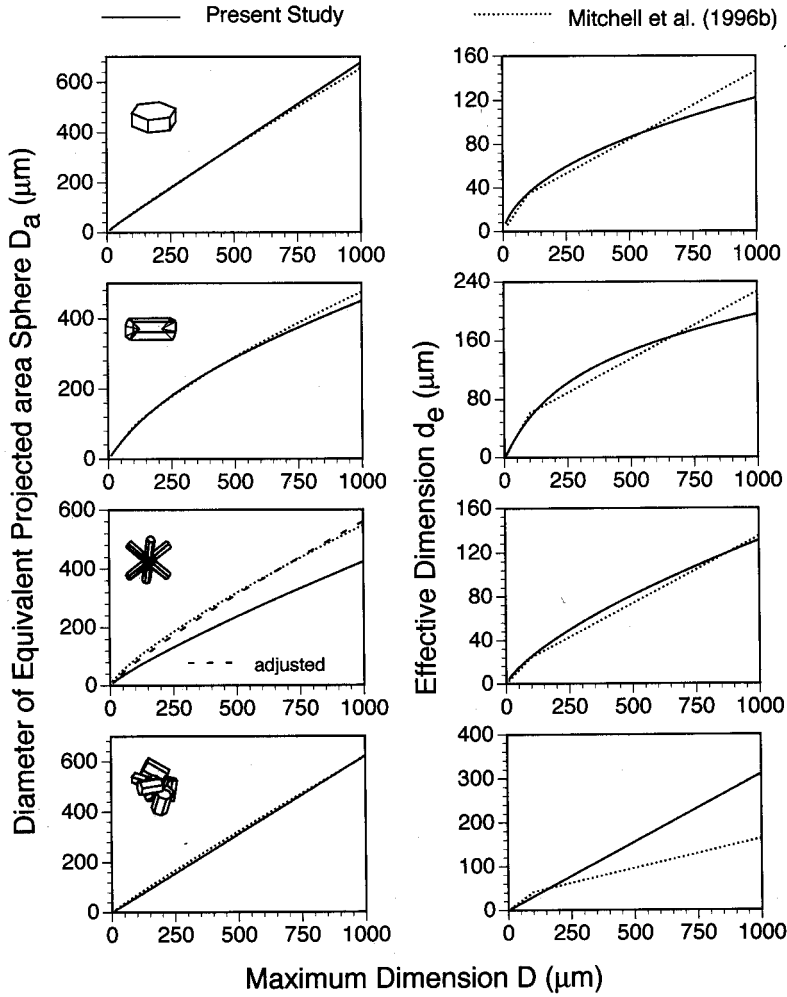 Present Study
Mitchell et al. (1996b)
Diameter of Equivalent Projected area Sphere Da (μm)
600
400
200
0
0 250 500 750 1000
Effective Dimension de (μm)
160
120
80
40
0
0 250 500 750 1000
400
200
0
0 250 500 750 1000
240
160
80
0
0 250 500 750 1000
600
400
200
0
adjusted
0 250 500 750 1000
160
120
80
40
0
0 250 500 750 1000
600
400
200
0
0 250 500 750 1000
400
300
200
100
0
0 250 500 750 1000
Maximum Dimension D (μm)